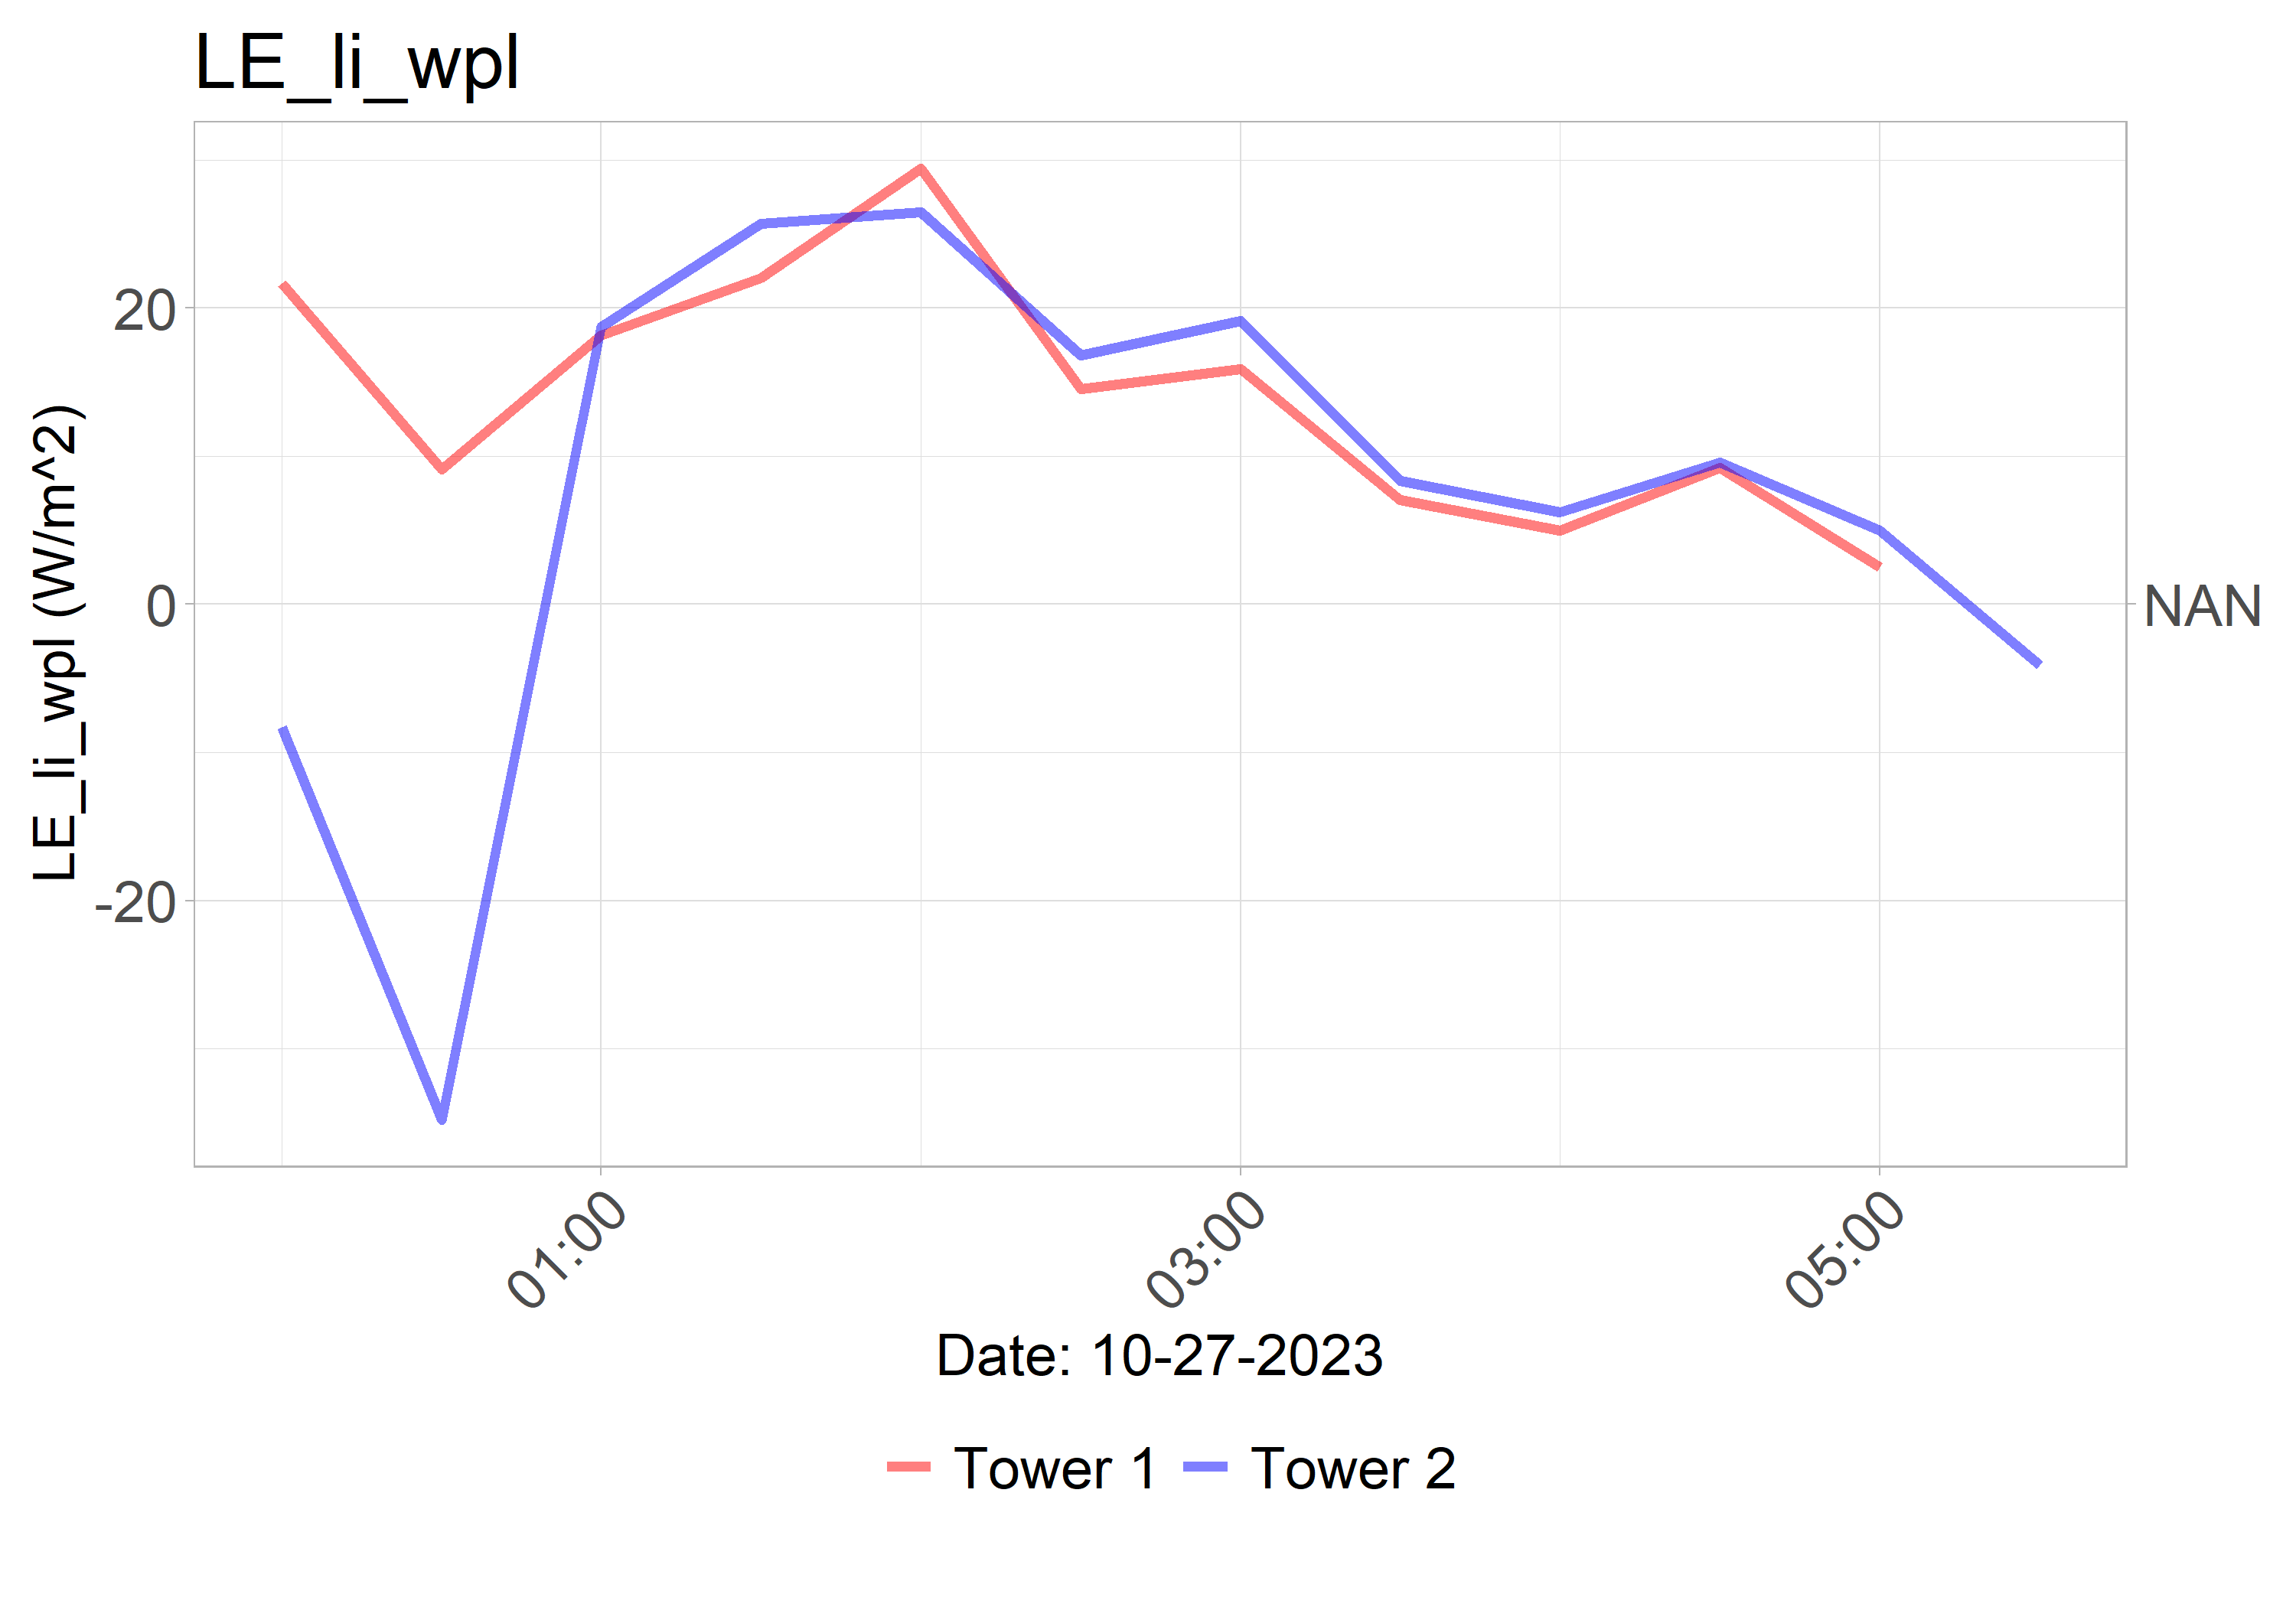 LE_li_wpl
LE_li_wpl (W/m^2)
20
0
-20
NAN
01:00
03:00
05:00
Date: 10-27-2023
Tower 1
Tower 2